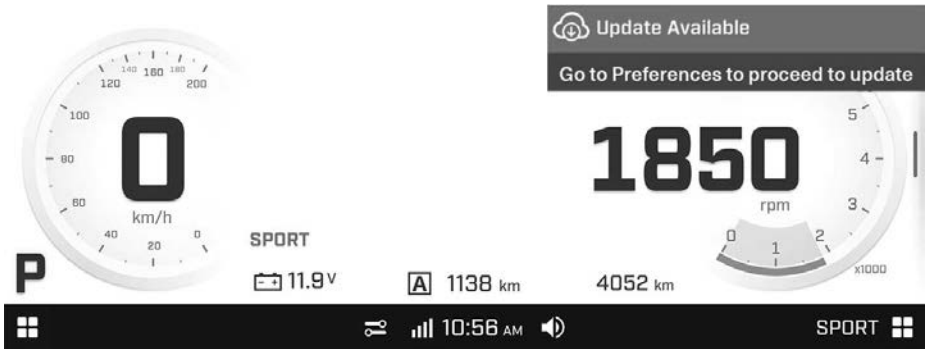 Update Available
Go to Preferences to proceed to update
140 160 180
120 200
100
80
60
40 20 0
0
km/h
P
SPORT
11.9 V
A 1138 km
4052 km
1850
rpm
5
4
3
0 1 2
x1000
10:56 AM
SPORT